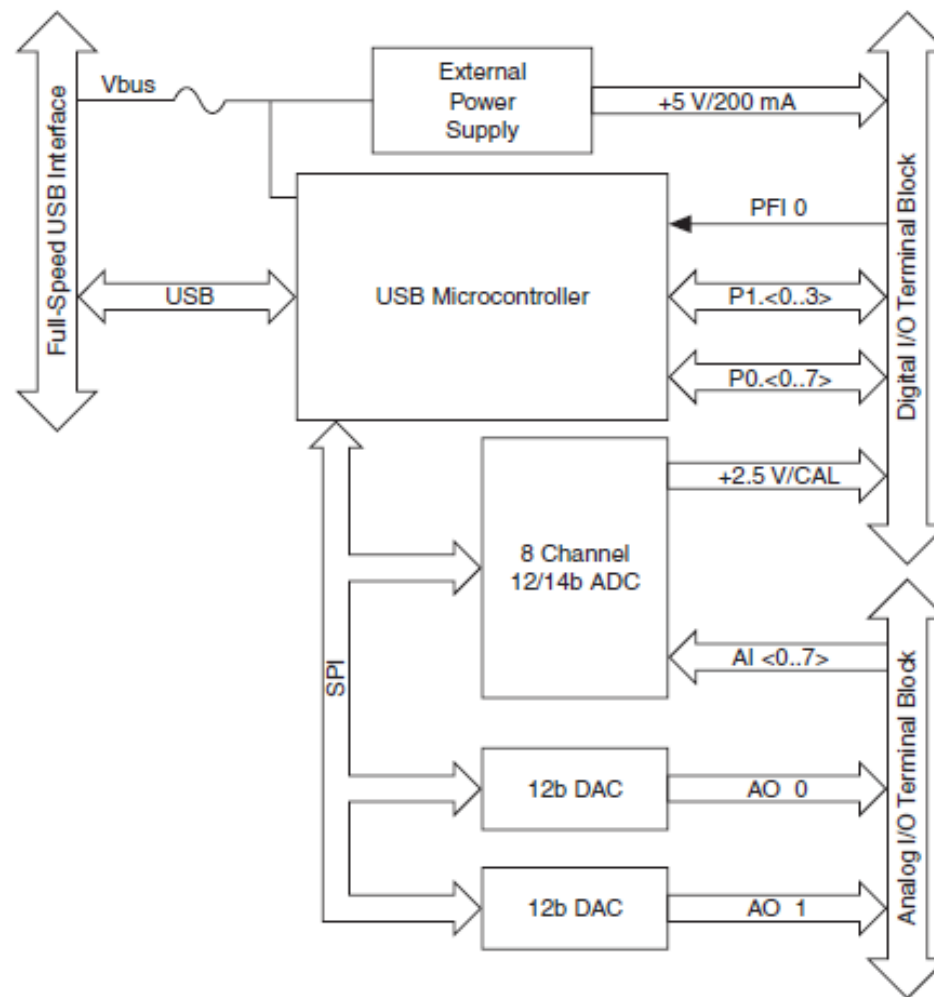 Full-Speed USB Interface
Vbus
External
Power
Supply
+5 V/200 mA
PFI 0
USB
USB Microcontroller
P1.<0..3>
P0.<0..7>
Digital I/O Terminal Block
+2.5 V/CAL
8 Channel
12/14b ADC
AI <0..7>
SPI
12b DAC
AO 0
12b DAC
AO 1
Analog I/O Terminal Block